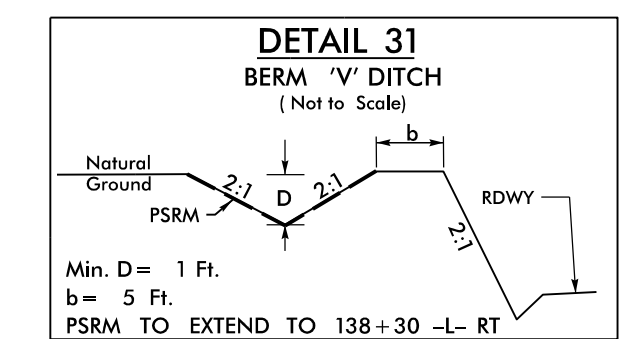 DETAIL 31
BERM 'V' DITCH
( Not to Scale)
b
Natural
Ground
2:1
D
2:1
RDWY
PSRM
2:1
Min. D = 1 Ft.
b = 5 Ft.
PSRM TO EXTEND TO 138+30 -L- RT